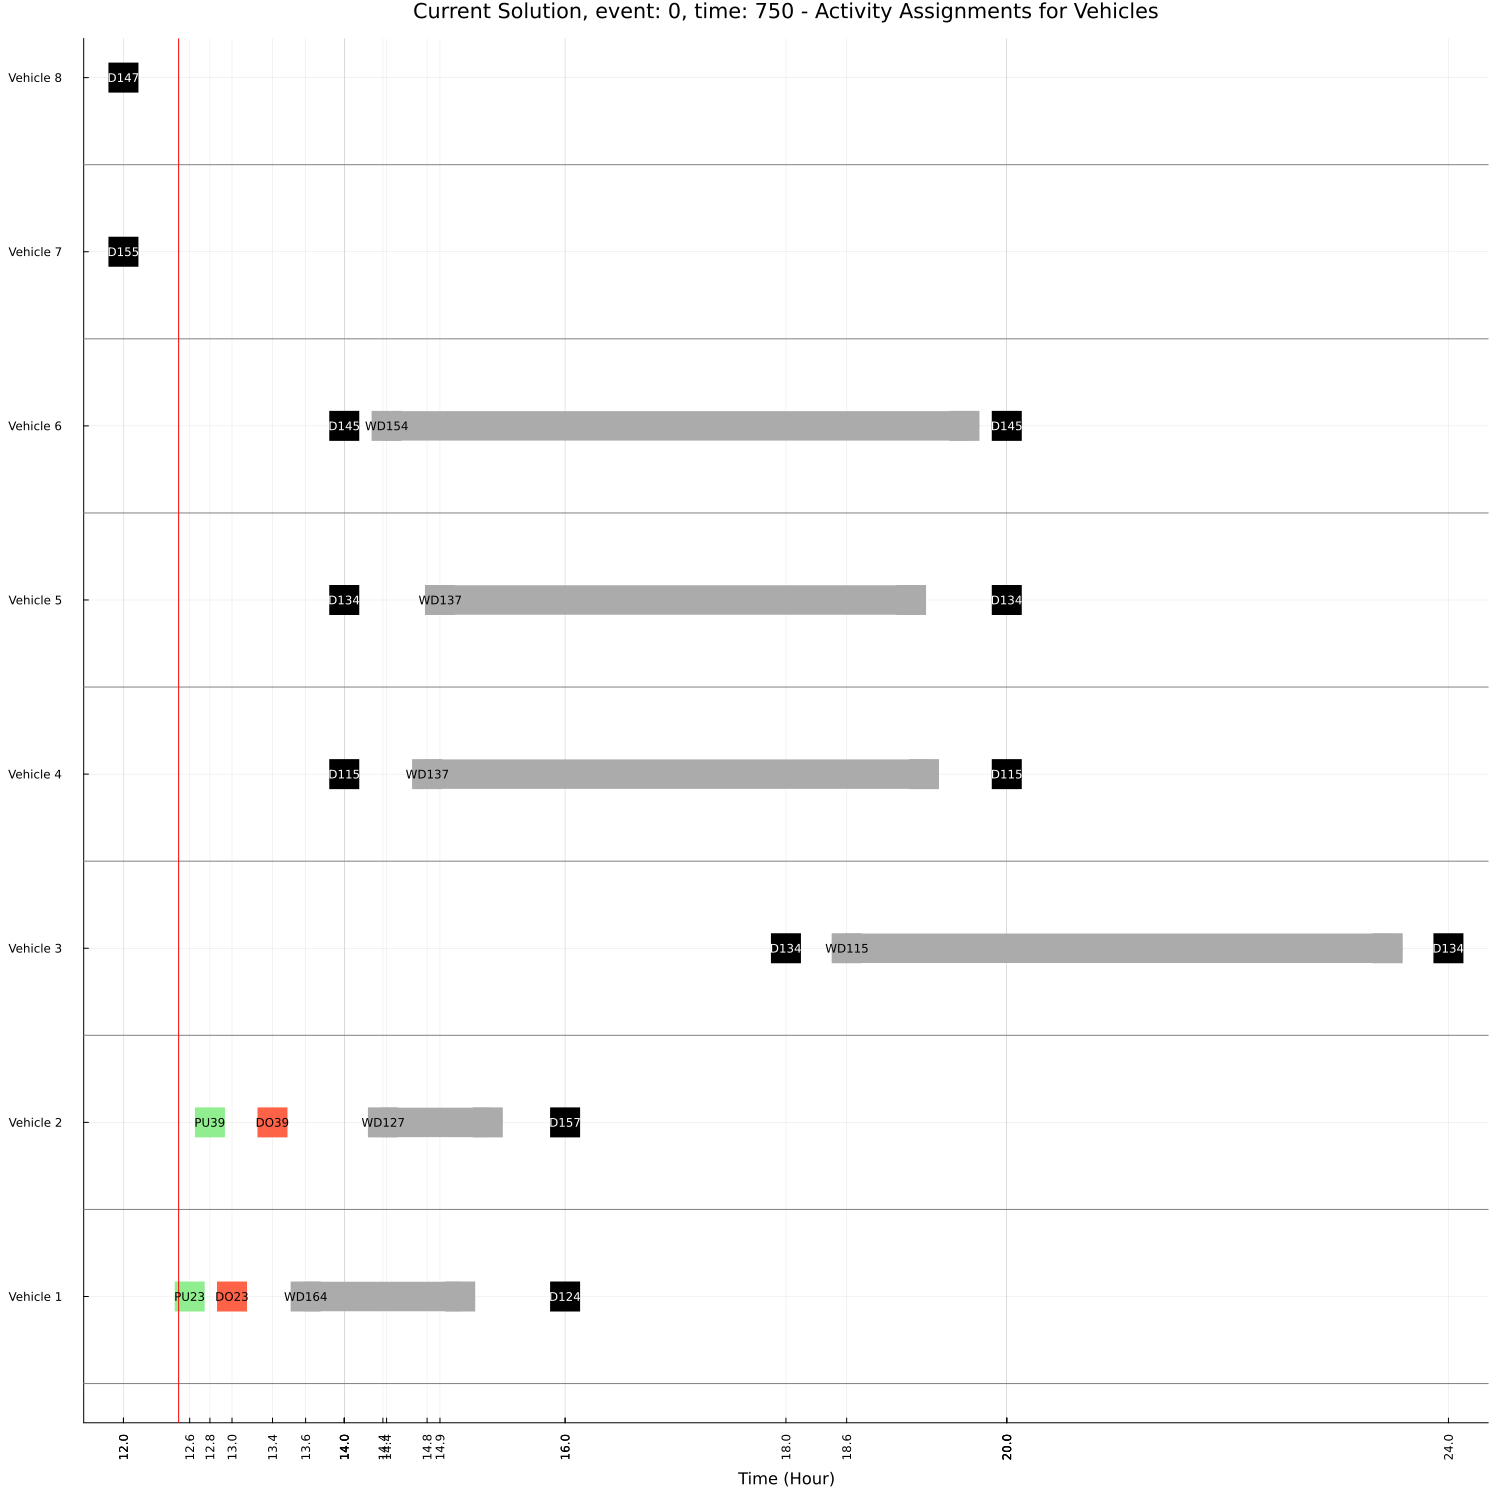 Current Solution, event: 0, time: 750 - Activity Assignments for Vehicles
Vehicle 8 D147
Vehicle 7 D155
Vehicle 6 D145 WD154 D145
Vehicle 5 D134 WD137 D134
Vehicle 4 D115 WD137 D115
Vehicle 3 D134 WD115 D134
Vehicle 2 PU39 DO39 WD127 D157
Vehicle 1 PU23 DO23 WD164 D124
12.0 12.6 12.8 13.0 13.4 13.6 14.0 14.4 14.8 14.9 16.0 18.0 18.6 20.0 24.0
Time (Hour)